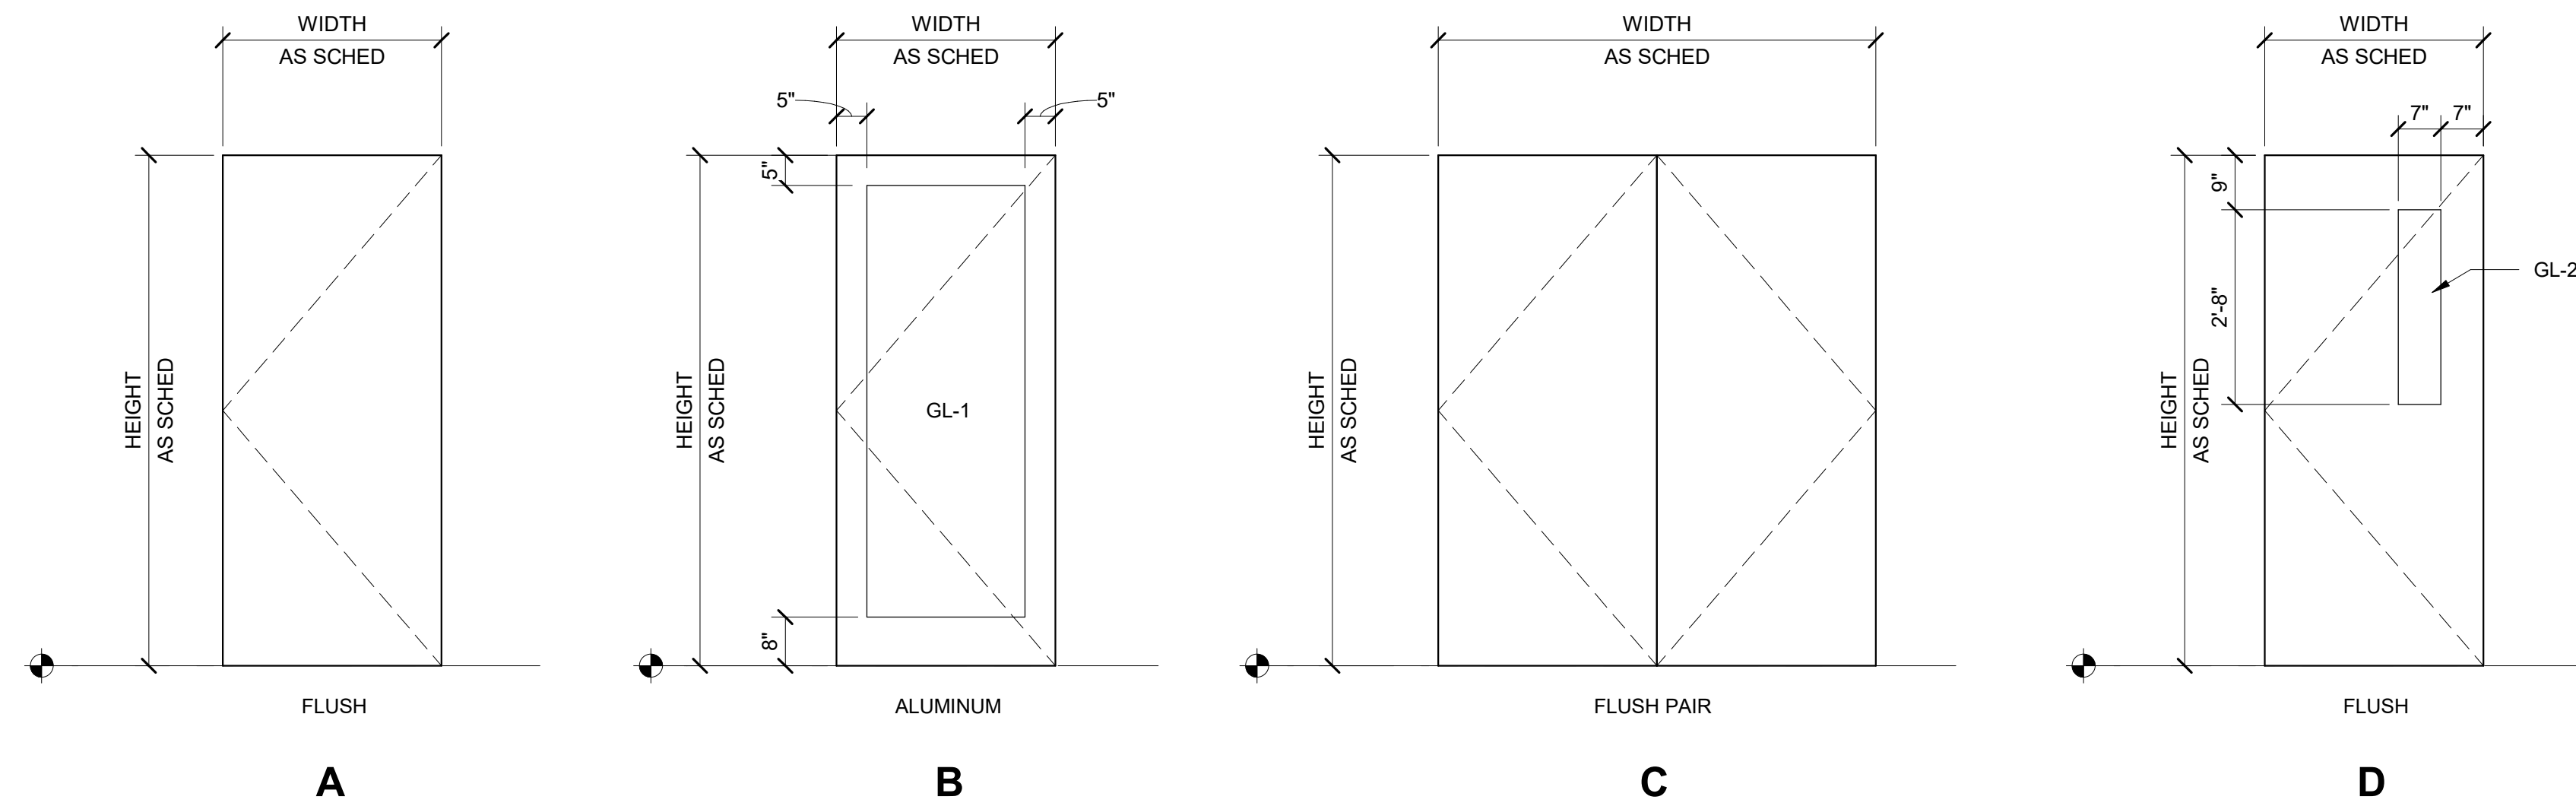 WIDTH
AS SCHED
HEIGHT
AS SCHED
FLUSH
A
WIDTH
AS SCHED
5"
5"
5"
HEIGHT
AS SCHED
GL-1
8"
ALUMINUM
B
WIDTH
AS SCHED
HEIGHT
AS SCHED
FLUSH PAIR
C
WIDTH
AS SCHED
7"
7"
9"
GL-2
2'-8"
HEIGHT
AS SCHED
FLUSH
D